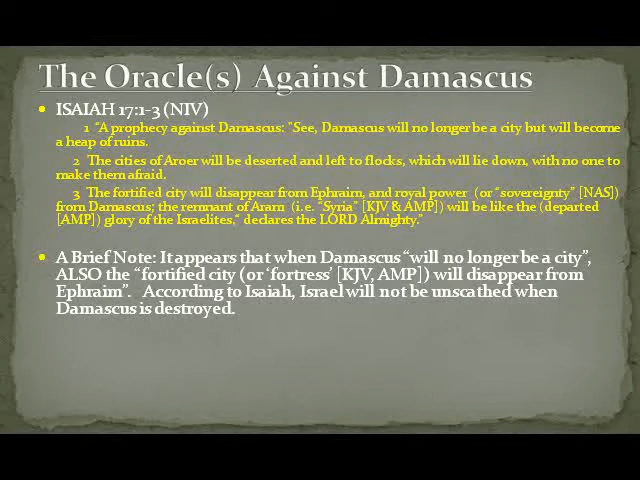 The Oracle(s) Against Damascus
• ISAIAH 17:1-3 (NIV)
1 "A prophecy against Damascus: "See, Damascus will no longer be a city but will become
a heap of ruins.
2 The cities of Aroer will be deserted and left to flocks, which will lie down, with no one to
make them afraid.
3 The fortified city will disappear from Ephraim, and royal power (or "sovereignty" [NAS])
from Damascus; the remnant of Aram (i.e. "Syria" [KJV & AMP]) will be like the (departed
[AMP]) glory of the Israelites," declares the LORD Almighty."
• A Brief Note: It appears that when Damascus "will no longer be a city",
ALSO the "fortified city (or 'fortress' [KJV, AMP]) will disappear from
Ephraim". According to Isaiah, Israel will not be unscathed when
Damascus is destroyed.